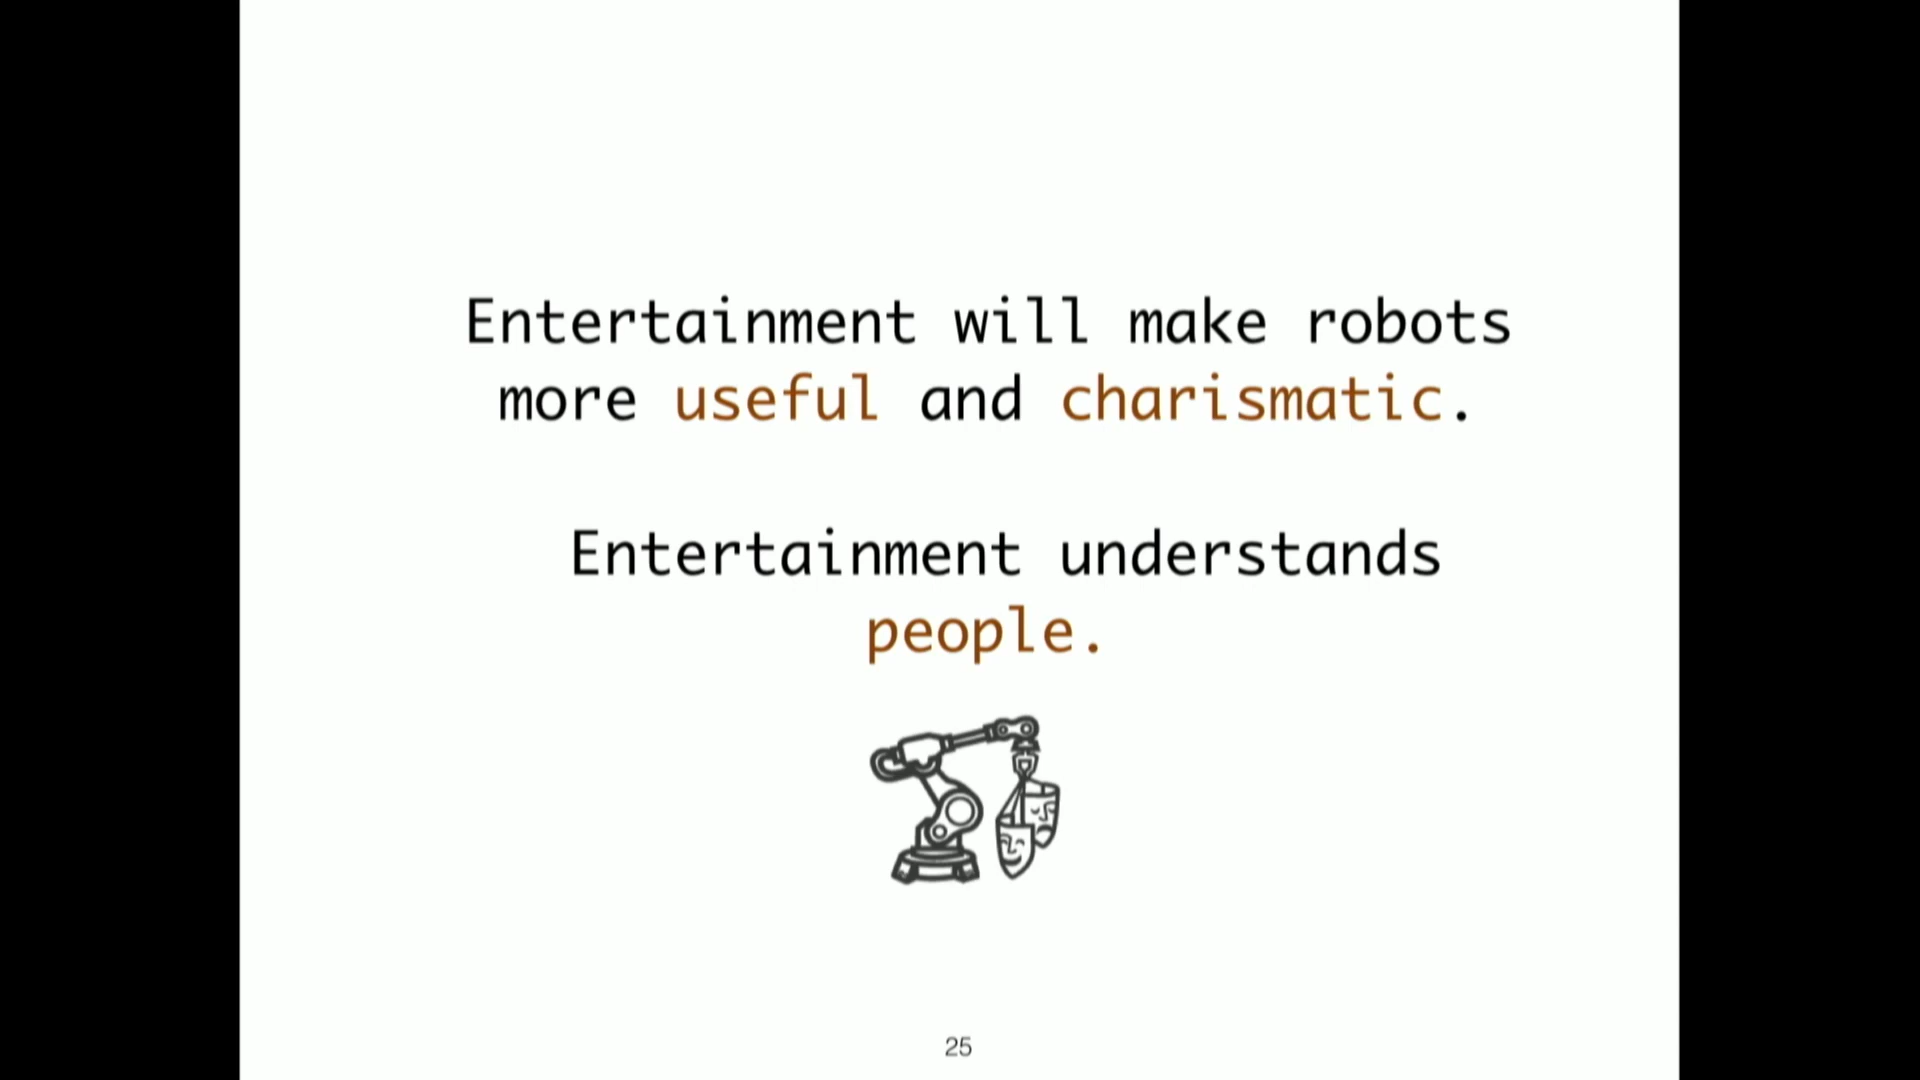 Entertainment will make robots
more useful and charismatic.
Entertainment understands
people.
25